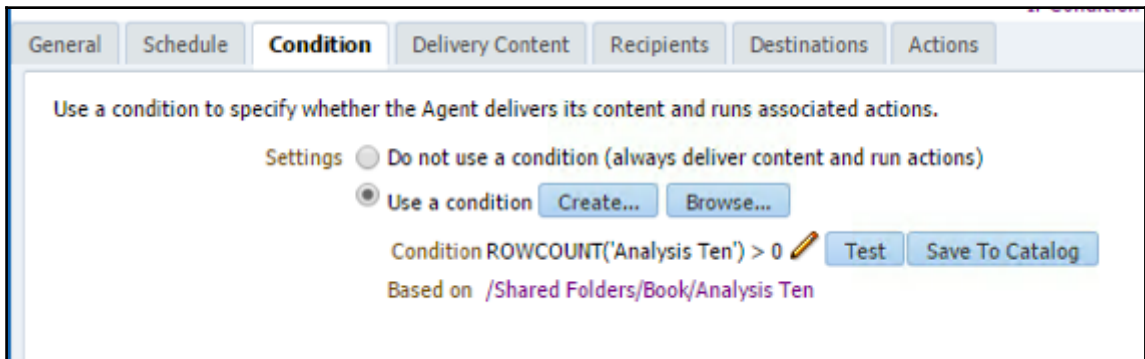 General Schedule Condition Delivery Content Recipients Destinations Actions
Use a condition to specify whether the Agent delivers its content and runs associated actions.
Settings Do not use a condition (always deliver content and run actions)
Use a condition Create... Browse...
Condition ROWCOUNT('Analysis Ten') > 0 Test Save To Catalog
Based on /Shared Folders/Book/Analysis Ten